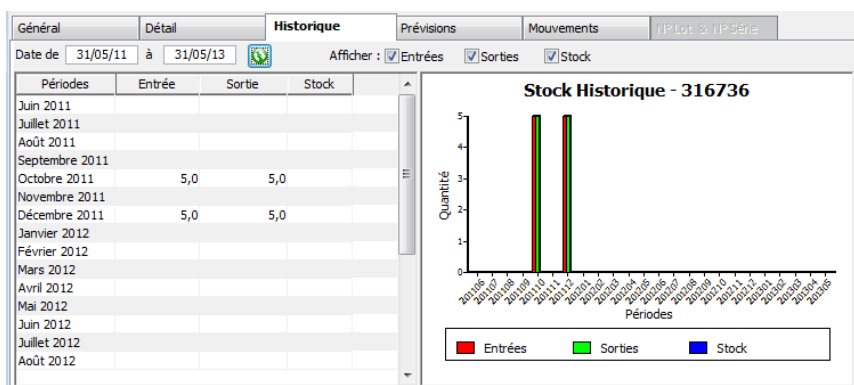 Général Détail Historique Prévisions Mouvements N°Lot & N°Série
Date de 31/05/11 à 31/05/13 Afficher : Entrées Sorties Stock
Périodes Entrée Sortie Stock
Juin 2011
Juillet 2011
Août 2011
Septembre 2011
Octobre 2011 5,0 5,0
Novembre 2011
Décembre 2011 5,0 5,0
Janvier 2012
Février 2012
Mars 2012
Avril 2012
Mai 2012
Juin 2012
Juillet 2012
Août 2012
Stock Historique - 316736
Quantité
5
4
3
2
1
0
201106 201107 201108 201109 201110 201111 201112 201201 201202 201203 201204 201205 201206 201207 201208 201209 201210 201211 201212 201301 201302 201303 201304 201305
Périodes
Entrées Sorties Stock